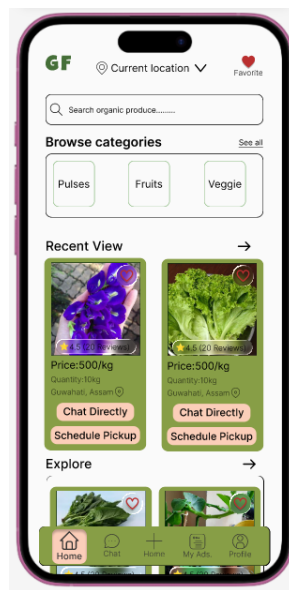 GF
Current location
Favorite
Search organic produce.........
Browse categories
See all
Pulses
Fruits
Veggie
Recent View
4.5 (20 Reviews)
4.5 (20 Reviews)
Price:500/kg
Price:500/kg
Quantity:10kg
Quantity:10kg
Guwahati, Assam
Guwahati, Assam
Chat Directly
Chat Directly
Schedule Pickup
Schedule Pickup
Explore
Home
Chat
Home
My Ads.
Profile